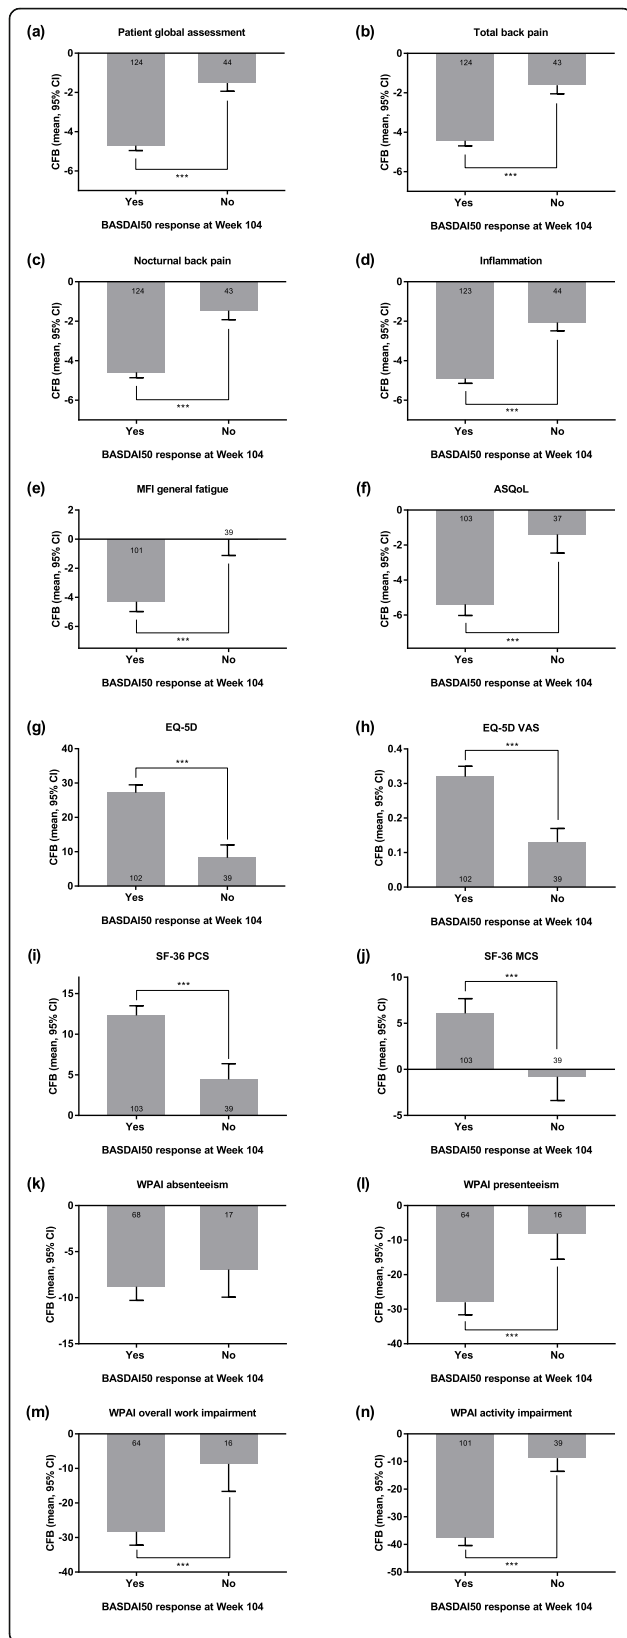 (a) Patient global assessment
0
-2
-4
-6
CFB (mean, 95% CI)
124 44
***
Yes No
BASDAI50 response at Week 104
(b) Total back pain
0
-2
-4
-6
CFB (mean, 95% CI)
124 43
***
Yes No
BASDAI50 response at Week 104
(c) Nocturnal back pain
0
-2
-4
-6
CFB (mean, 95% CI)
124 43
***
Yes No
BASDAI50 response at Week 104
(d) Inflammation
0
-2
-4
-6
CFB (mean, 95% CI)
123 44
***
Yes No
BASDAI50 response at Week 104
(e) MFI general fatigue
2
0
-2
-4
-6
CFB (mean, 95% CI)
101 39
***
Yes No
BASDAI50 response at Week 104
(f) ASQoL
0
-2
-4
-6
CFB (mean, 95% CI)
103 37
***
Yes No
BASDAI50 response at Week 104
(g) EQ-5D
40
30
20
10
0
CFB (mean, 95% CI)
***
102 39
Yes No
BASDAI50 response at Week 104
(h) EQ-5D VAS
0.4
0.3
0.2
0.1
0.0
CFB (mean, 95% CI)
***
102 39
Yes No
BASDAI50 response at Week 104
(i) SF-36 PCS
15
10
5
0
CFB (mean, 95% CI)
***
103 39
Yes No
BASDAI50 response at Week 104
(j) SF-36 MCS
10
5
0
-5
CFB (mean, 95% CI)
***
103 39
Yes No
BASDAI50 response at Week 104
(k) WPAI absenteeism
0
-5
-10
-15
CFB (mean, 95% CI)
68 17
Yes No
BASDAI50 response at Week 104
(l) WPAI presenteeism
0
-10
-20
-30
-40
CFB (mean, 95% CI)
64 16
***
Yes No
BASDAI50 response at Week 104
(m) WPAI overall work impairment
0
-10
-20
-30
-40
CFB (mean, 95% CI)
64 16
***
Yes No
BASDAI50 response at Week 104
(n) WPAI activity impairment
0
-10
-20
-30
-40
-50
CFB (mean, 95% CI)
101 39
***
Yes No
BASDAI50 response at Week 104